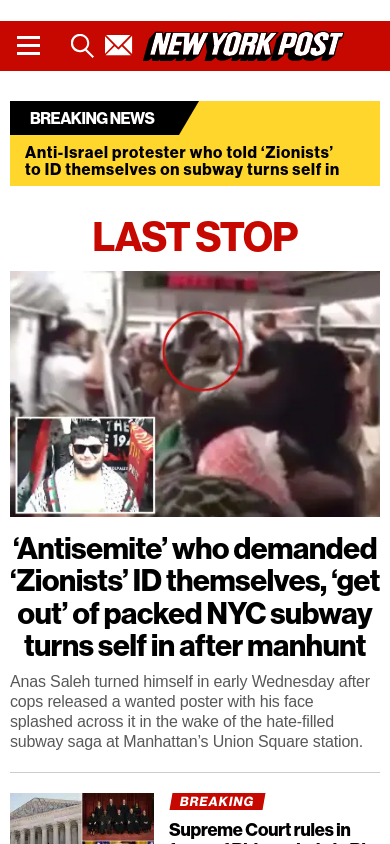 NEW YORK POST
BREAKING NEWS
Anti-Israel protester who told ‘Zionists’
to ID themselves on subway turns self in
LAST STOP
THE
194
‘Antisemite’ who demanded
‘Zionists’ ID themselves, ‘get
out’ of packed NYC subway
turns self in after manhunt
Anas Saleh turned himself in early Wednesday after
cops released a wanted poster with his face
splashed across it in the wake of the hate-filled
subway saga at Manhattan’s Union Square station.
BREAKING
Supreme Court rules in